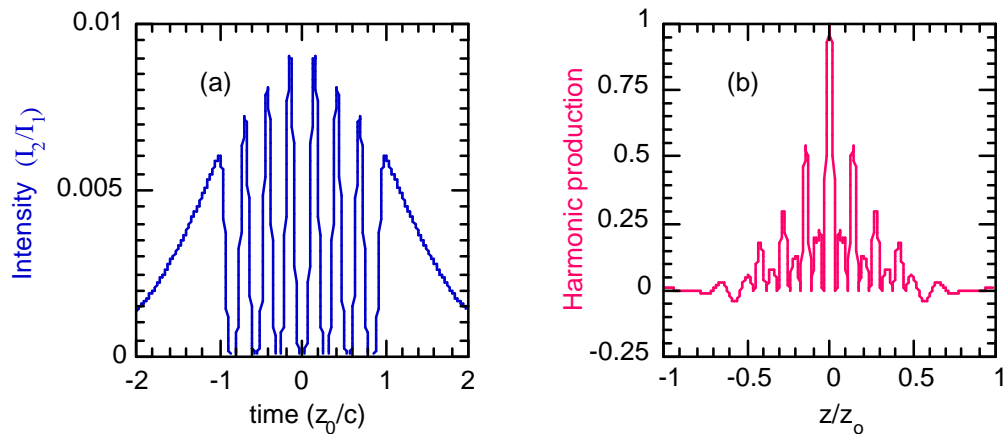 0.01
0.005
0
(a)
Intensity (I₂/I₁)
-2 -1 0 1 2
time (z₀/c)
1
0.75
0.5
0.25
0
-0.25
(b)
Harmonic production
-1 -0.5 0 0.5 1
z/zₒ